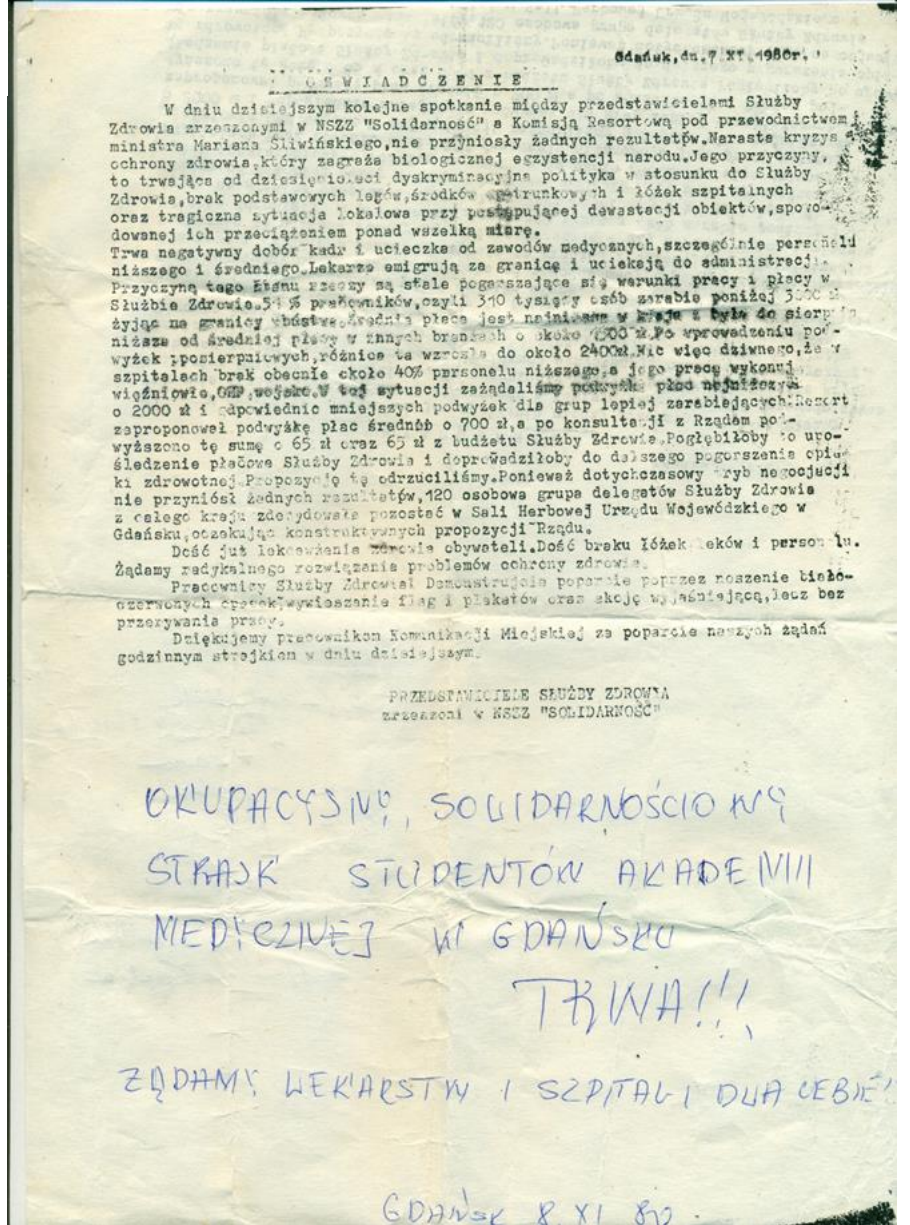 Gdańsk, dn. 7 XI.1980r.
OŚWIADCZENIE
W dniu dzisiejszym kolejne spotkanie między przedstawicielami Służby
Zdrowia zrzeszonymi w NSZZ "Solidarność" a Komisją Resortową pod przewodnictwem
ministra Mariana Śliwińskiego,nie przyniosły żadnych rezultatów.Narasta kryzys
ochrony zdrowia,który zagraża biologicznej egzystencji narodu.Jego przyczyny,
to trwająca od dziesięcioleci dyskryminacyjna polityka w stosunku do Służby
Zdrowia,brak podstawowych leków,środków opatrunkowych i łóżek szpitalnych
oraz tragiczna sytuacja lokalowa przy postępującej dewastacji obiektów,spowo-
dowanej ich przeciążeniem ponad wszelką miarę.
Trwa negatywny dobór kadr i ucieczka od zawodów medycznych,szczególnie personelu
niższego i średniego.Lekarze emigrują za granicę i uciekają do administracji.
Przyczyną tego stanu rzeczy są stale pogarszające się warunki pracy i płacy w
Służbie Zdrowia. % pracowników,czyli 310 tysięcy osób zarabia poniżej 3000 zł
żyjąc na granicy ubóstwa.Średnia płaca jest najniższa w kraju i była do sierpnia
niższa od średniej płacy w innych branżach o około zł.Po wprowadzeniu pod-
wyżek posierpniowych,różnica ta wzrosła do około 2400zł.Nic więc dziwnego,że w
szpitalach brak obecnie około 40% personelu niższego,a jego pracę wykonują
więźniowie,OHP,wojsko.W tej sytuacji zażądaliśmy podwyżki płac najniższych
o 2000 zł i odpowiednio mniejszych podwyżek dla grup lepiej zarabiających.Resort
zaproponował podwyżkę płac średnio o 700 zł,a po konsultacji z Rządem pod-
wyższono tę sumę o 65 zł oraz 65 zł z budżetu Służby Zdrowia.Pogłębiłoby to upo-
śledzenie płacowe Służby Zdrowia i doprowadziłoby do dalszego pogorszenia opie-
ki zdrowotnej.Propozycję tę odrzuciliśmy.Ponieważ dotychczasowy tryb negocjacji
nie przyniósł żadnych rezultatów,120 osobowa grupa delegatów Służby Zdrowia
z całego kraju zdecydowała pozostać w Sali Herbowej Urzędu Wojewódzkiego w
Gdańsku,oczekując konstruktywnych propozycji Rządu.
Dość już lekceważenia zdrowia obywateli.Dość braku łóżek leków i personelu.
Żądamy radykalnego rozwiązania problemów ochrony zdrowia.
Pracownicy Służby Zdrowia! Demonstrujcie poparcie poprzez noszenie biało-
czerwonych opasek,wywieszanie flag i plakatów oraz akcję wyjaśniającą,lecz bez
przerywania pracy.
Dziękujemy pracownikom Komunikacji Miejskiej za poparcie naszych żądań
godzinnym strajkiem w dniu dzisiejszym.
PRZEDSTAWICIELE SŁUŻBY ZDROWIA
zrzeszeni w NSZZ "SOLIDARNOŚĆ"
OKUPACYJNY, SOLIDARNOŚCIOWY
STRAJK STUDENTÓW AKADEMII
MEDYCZNEJ W GDAŃSKU
TRWA!!!
ŻĄDAMY LEKARSTW I SZPITALI DLA CIEBIE!
GDAŃSK 8 XI 80